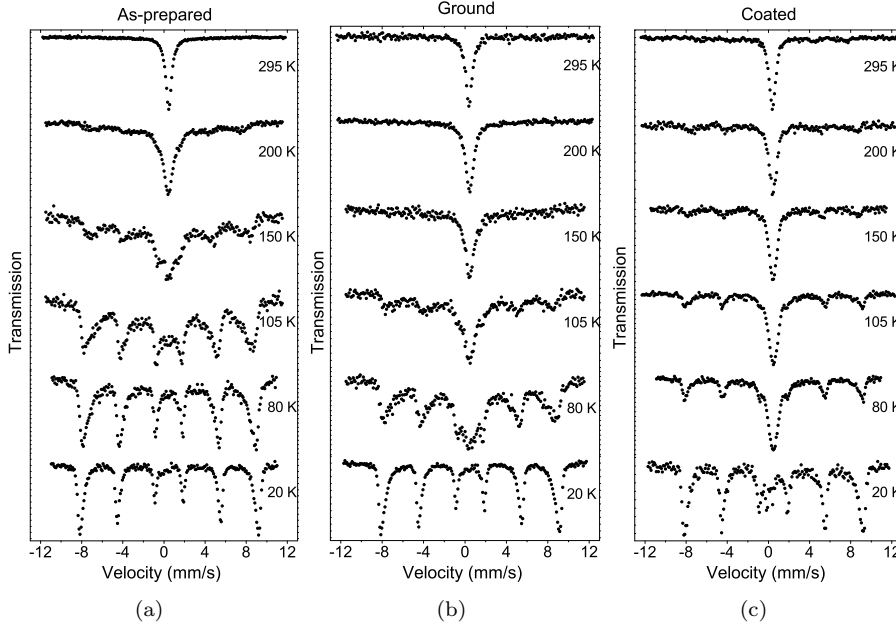 As-prepared
295 K
200 K
150 K
105 K
80 K
20 K
Transmission
-12 -8 -4 0 4 8 12
Velocity (mm/s)
(a)
Ground
295 K
200 K
150 K
105 K
80 K
20 K
Transmission
-12 -8 -4 0 4 8 12
Velocity (mm/s)
(b)
Coated
295 K
200 K
150 K
105 K
80 K
20 K
Transmission
-12 -8 -4 0 4 8 12
Velocity (mm/s)
(c)